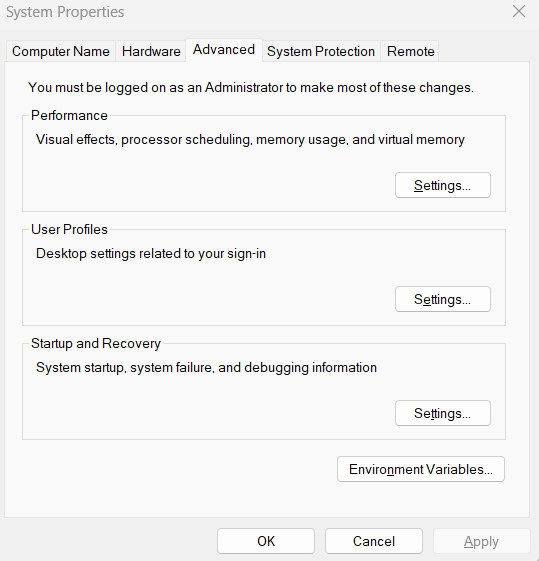 System Properties
Computer Name Hardware Advanced System Protection Remote
You must be logged on as an Administrator to make most of these changes.
Performance
Visual effects, processor scheduling, memory usage, and virtual memory
Settings...
User Profiles
Desktop settings related to your sign-in
Settings...
Startup and Recovery
System startup, system failure, and debugging information
Settings...
Environment Variables...
OK Cancel Apply